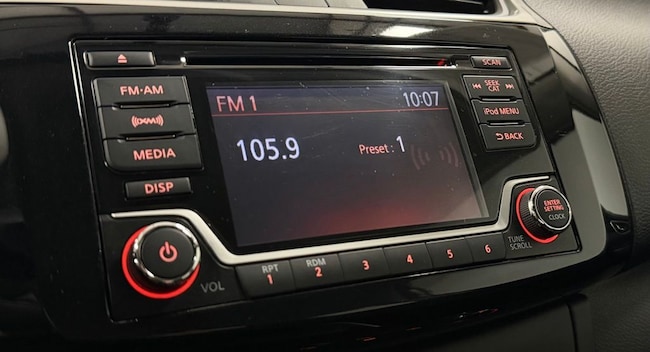 SCAN
FM·AM
FM 1 10:07
SEEK
CAT
XM
iPod MENU
MEDIA
105.9 Preset : 1
BACK
DISP
ENTER
SETTING
CLOCK
TUNE
SCROLL
VOL
RPT RDM
1 2 3 4 5 6